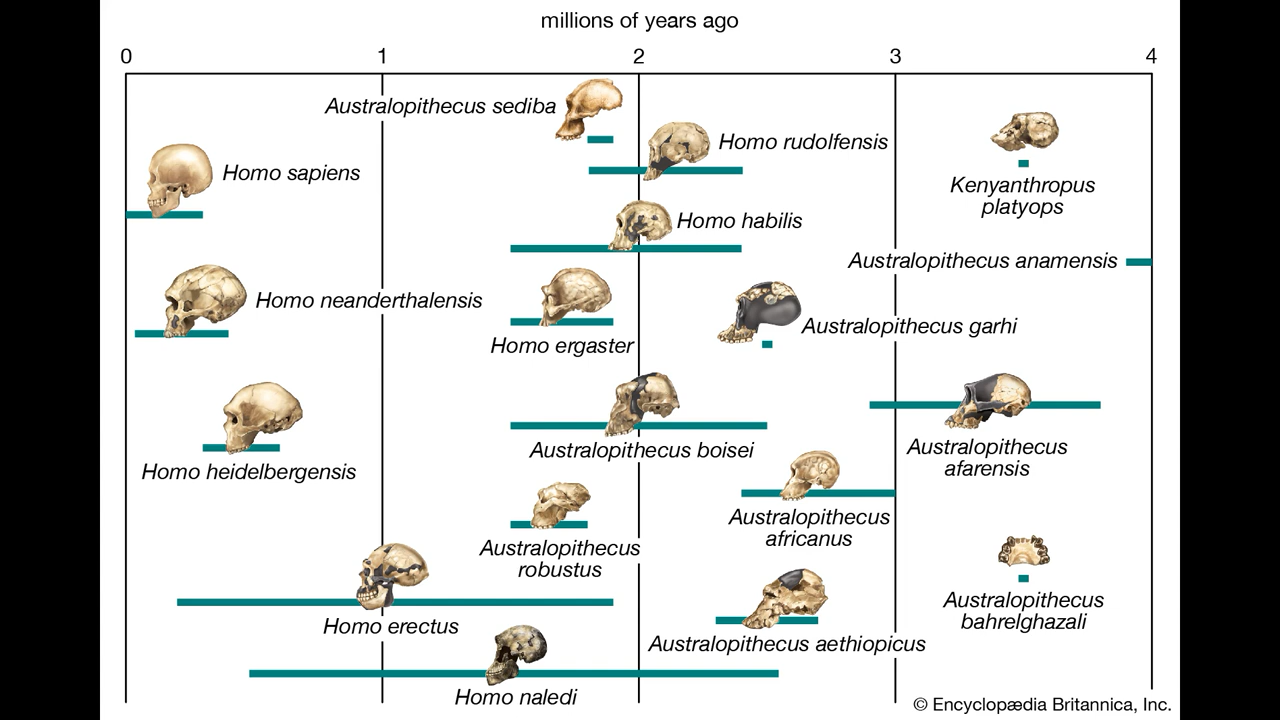 millions of years ago
0 1 2 3 4
Australopithecus sediba
Homo rudolfensis
Homo sapiens
Kenyanthropus
platyops
Homo habilis
Australopithecus anamensis
Homo neanderthalensis
Australopithecus garhi
Homo ergaster
Australopithecus boisei
Australopithecus
afarensis
Homo heidelbergensis
Australopithecus
africanus
Australopithecus
robustus
Australopithecus
bahrelghazali
Homo erectus
Australopithecus aethiopicus
Homo naledi
© Encyclopædia Britannica, Inc.